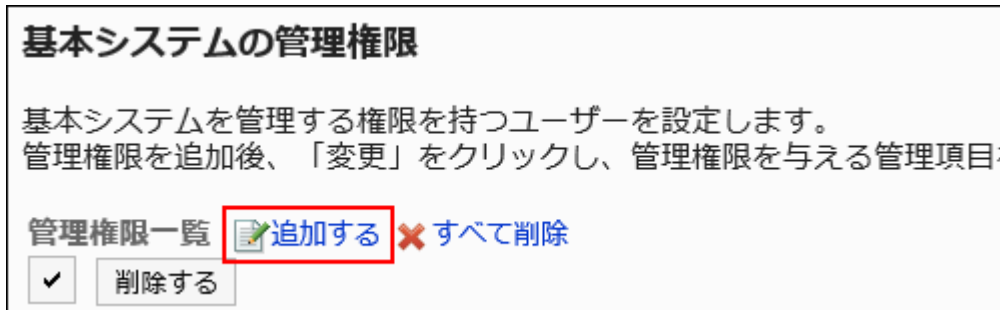 基本システムの管理権限
基本システムを管理する権限を持つユーザーを設定します。
管理権限を追加後、「変更」をクリックし、管理権限を与える管理項目
管理権限一覧 追加する すべて削除
削除する